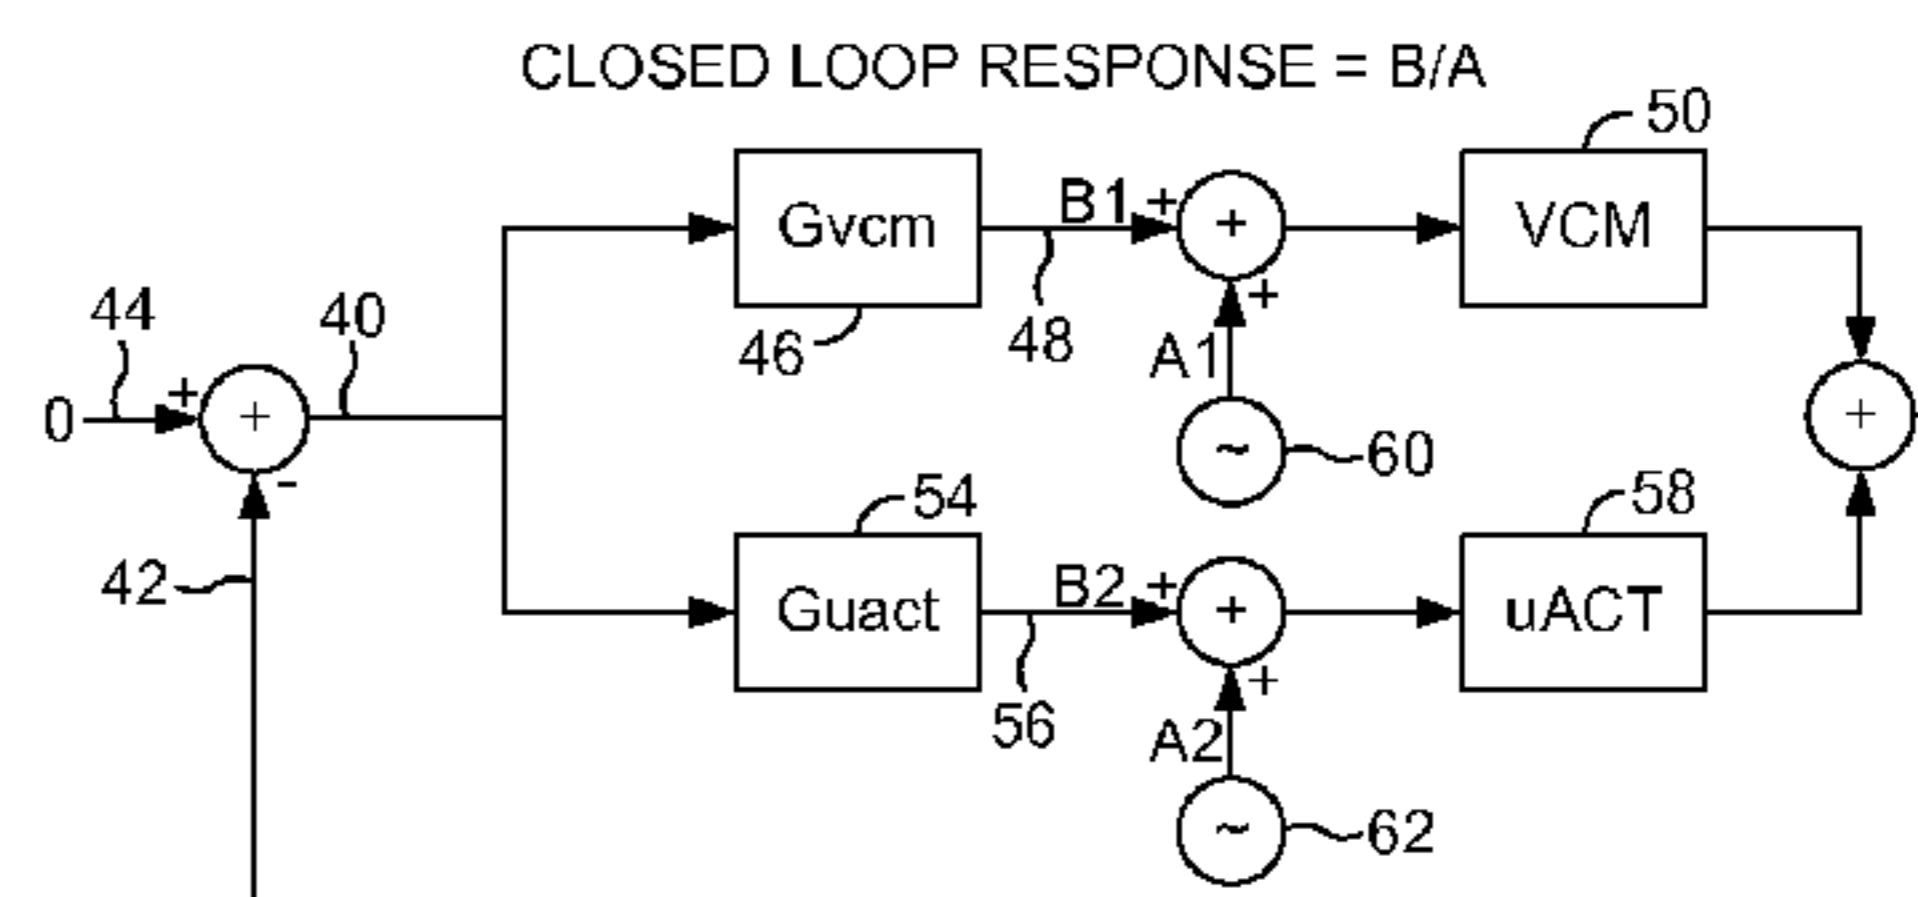 CLOSED LOOP RESPONSE = B/A
50
Gvcm
B1 +
+
VCM
44
40
46
48
+
A1
0
+
+
+
~
60
-
54
58
42
Guact
B2 +
+
uACT
56
+
A2
~
62